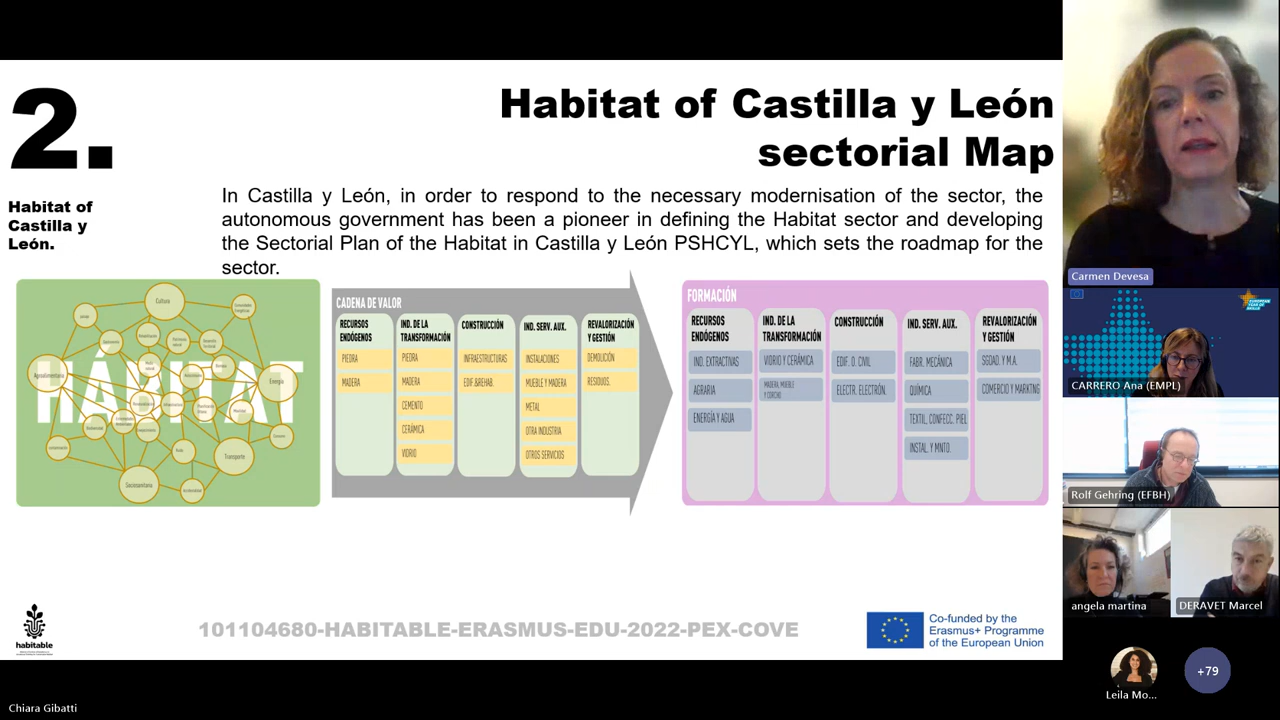 2.
Habitat of Castilla y León
sectorial Map
Habitat of
Castilla y
León.
In Castilla y León, in order to respond to the necessary modernisation of the sector, the
autonomous government has been a pioneer in defining the Habitat sector and developing
the Sectorial Plan of the Habitat in Castilla y León PSHCYL, which sets the roadmap for the
sector.
HÁBITAT
Cultura
Agroalimentaria
Energía
Transporte
Sociosanitaria
CADENA DE VALOR
RECURSOS
ENDÓGENOS
PIEDRA
MADERA
IND. DE LA
TRANSFORMACIÓN
PIEDRA
MADERA
CEMENTO
CERÁMICA
VIDRIO
CONSTRUCCIÓN
INFRAESTRUCTURAS
EDIF.&REHAB.
IND. SERV. AUX.
INSTALACIONES
MUEBLE Y MADERA
METAL
OTRA INDUSTRIA
OTROS SERVICIOS
REVALORIZACIÓN
Y GESTIÓN
DEMOLICIÓN
RESIDUOS.
FORMACIÓN
RECURSOS
ENDÓGENOS
IND. EXTRACTIVAS
AGRARIA
ENERGÍA Y AGUA
IND. DE LA
TRANSFORMACIÓN
VIDRIO Y CERÁMICA
MADERA, MUEBLE
Y CORCHO
CONSTRUCCIÓN
EDIF. O. CIVIL
ELECTR. ELECTRÓN.
IND. SERV. AUX.
FABR. MECÁNICA
QUÍMICA
TEXTIL, CONFECC. PIEL
INSTAL. Y MNTO.
REVALORIZACIÓN
Y GESTIÓN
SGDAD. Y M.A.
COMERCIO Y MARKTNG
habitable
101104680-HABITABLE-ERASMUS-EDU-2022-PEX-COVE
Co-funded by the
Erasmus+ Programme
of the European Union
Carmen Devesa
EUROPEAN
YEAR OF
SKILLS
CARRERO Ana (EMPL)
Rolf Gehring (EFBH)
angela martina
DERAVET Marcel
Leila Mo...
+79
Chiara Gibatti